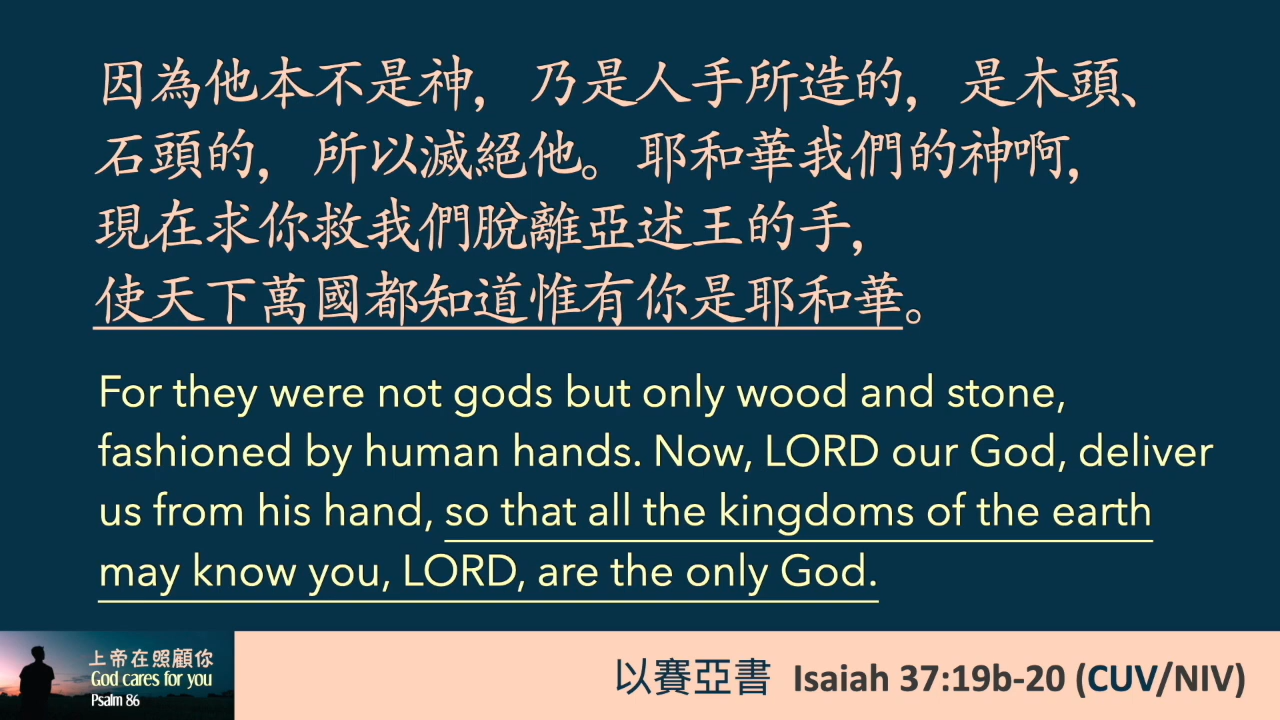 因為他本不是神，乃是人手所造的，是木頭、
石頭的，所以滅絕他。耶和華我們的神啊，
現在求你救我們脫離亞述王的手，
使天下萬國都知道惟有你是耶和華。
For they were not gods but only wood and stone,
fashioned by human hands. Now, LORD our God, deliver
us from his hand, so that all the kingdoms of the earth
may know you, LORD, are the only God.
上帝在照顧你
God cares for you
Psalm 86
以賽亞書 Isaiah 37:19b-20 (CUV/NIV)